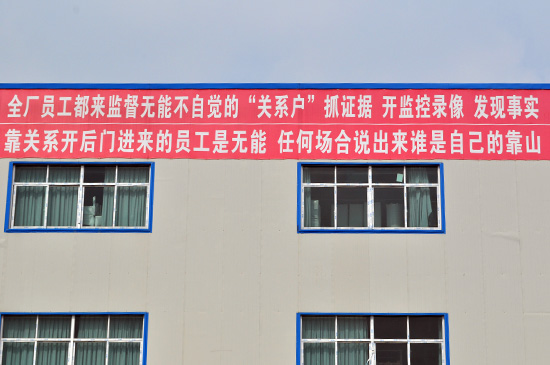 全厂员工都来监督无能不自觉的“关系户”抓证据 开监控录像 发现事实
靠关系开后门进来的员工是无能 任何场合说出来谁是自己的靠山